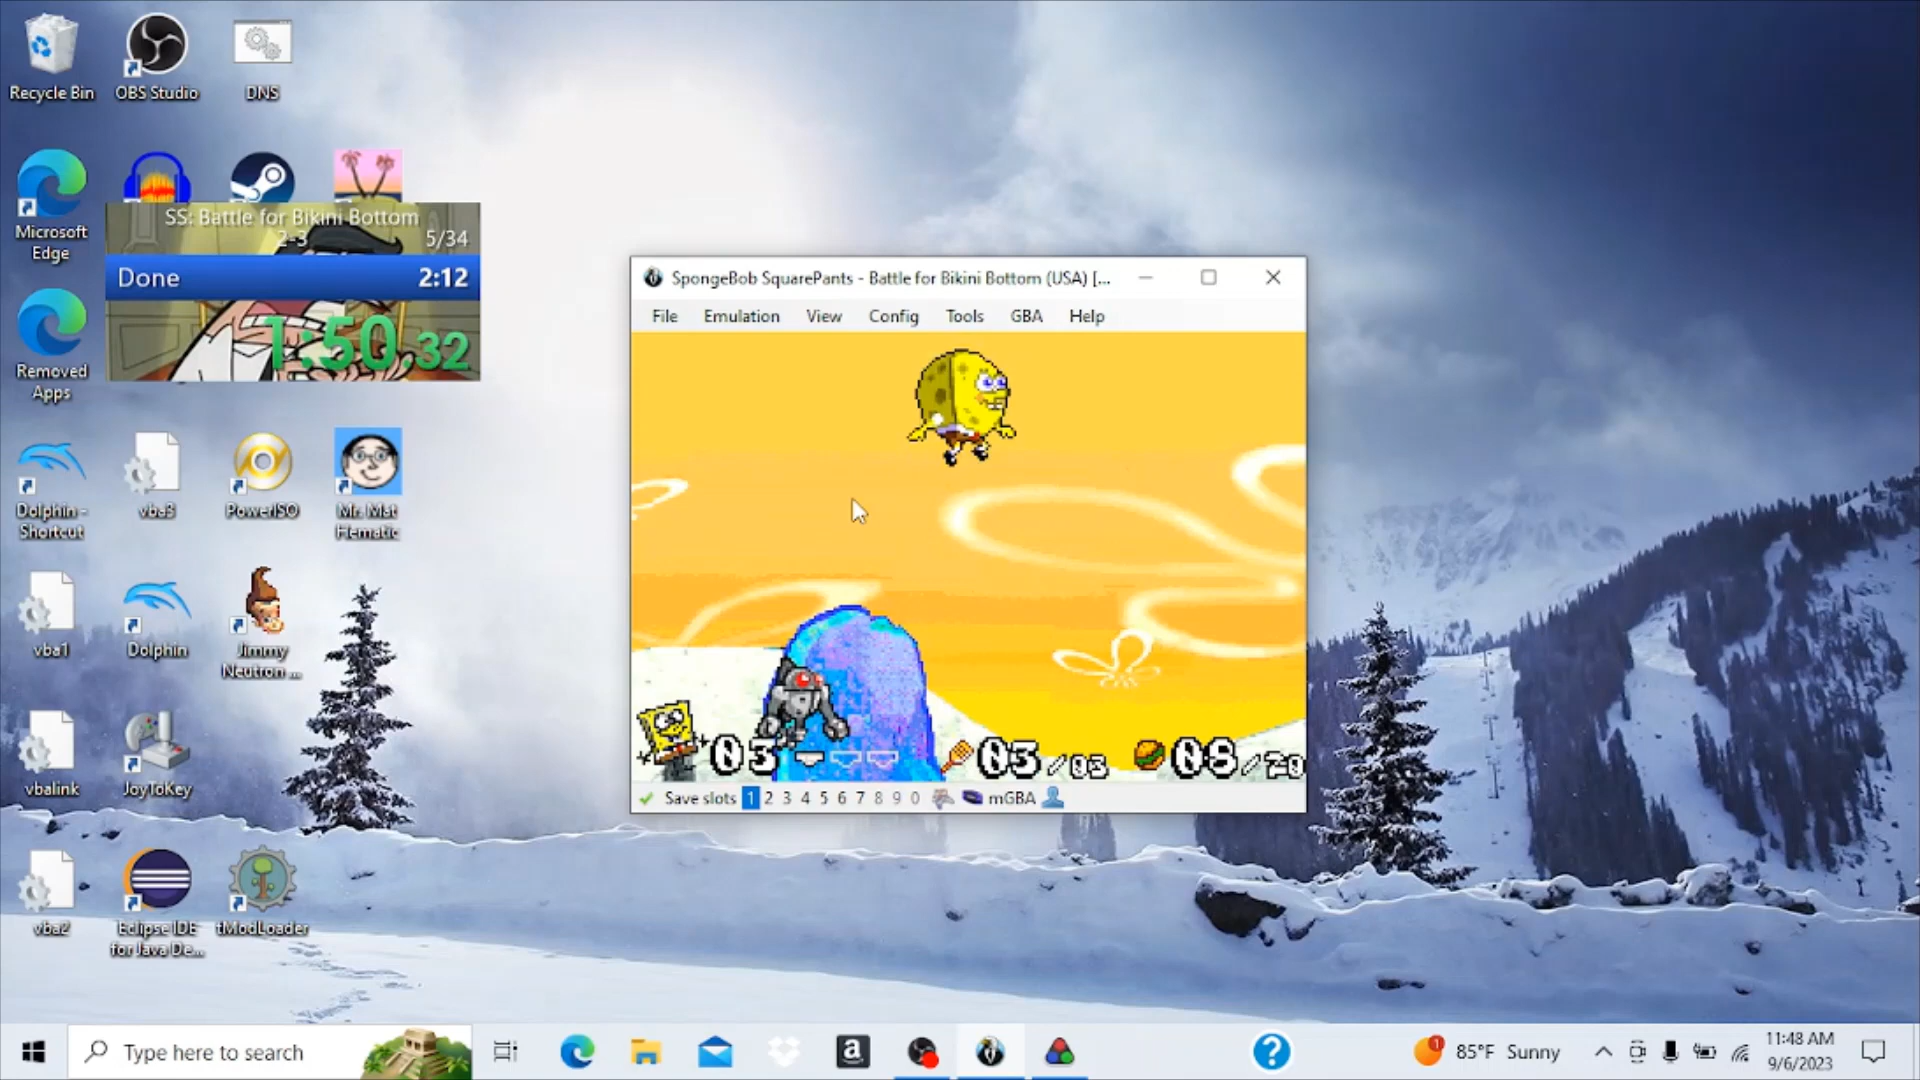 Recycle Bin
OBS Studio
DNS
Microsoft Edge
SS: Battle for Bikini Bottom
2-3
5/34
Done
2:12
1:50.32
Removed Apps
Dolphin - Shortcut
vba3
PowerISO
Mr. Mat Hematic
vba1
Dolphin
Jimmy Neutron ...
vbalink
JoyToKey
vba2
Eclipse IDE for Java De...
tModLoader
SpongeBob SquarePants - Battle for Bikini Bottom (USA) [...
File Emulation View Config Tools GBA Help
03
03/03
08/20
Save slots 1 2 3 4 5 6 7 8 9 0 mGBA
Type here to search
a
?
1
85°F Sunny
11:48 AM
9/6/2023